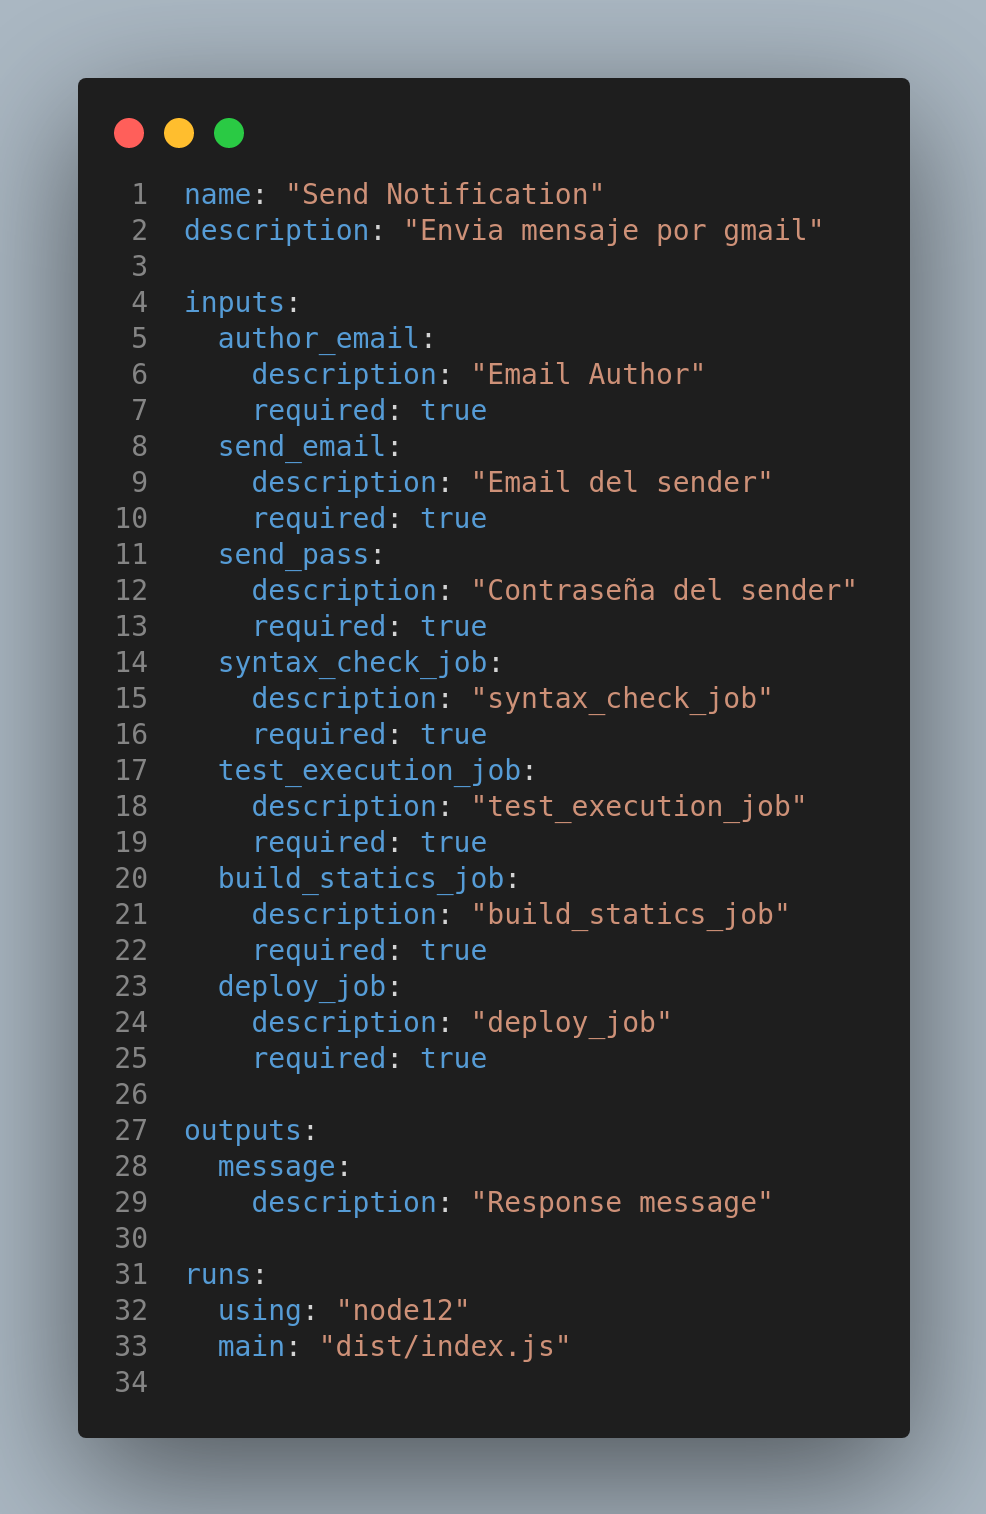 1 name: "Send Notification"
2 description: "Envia mensaje por gmail"
3
4 inputs:
5   author_email:
6     description: "Email Author"
7     required: true
8   send_email:
9     description: "Email del sender"
10     required: true
11   send_pass:
12     description: "Contraseña del sender"
13     required: true
14   syntax_check_job:
15     description: "syntax_check_job"
16     required: true
17   test_execution_job:
18     description: "test_execution_job"
19     required: true
20   build_statics_job:
21     description: "build_statics_job"
22     required: true
23   deploy_job:
24     description: "deploy_job"
25     required: true
26
27 outputs:
28   message:
29     description: "Response message"
30
31 runs:
32   using: "node12"
33   main: "dist/index.js"
34